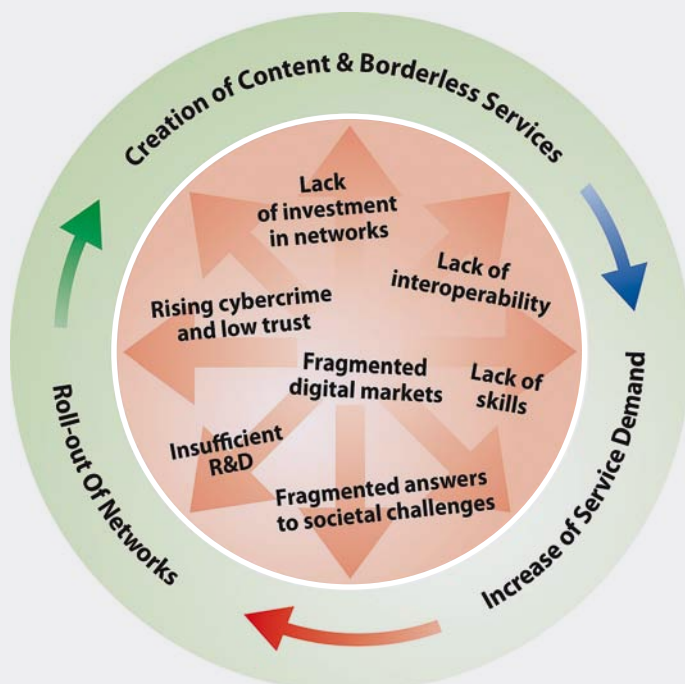 Creation of Content & Borderless Services
Lack
of investment
in networks
Lack of
interoperability
Rising cybercrime
and low trust
Fragmented
digital markets
Lack of
skills
Insufficient
R&D
Fragmented answers
to societal challenges
Roll-out Of Networks
Increase of Service Demand